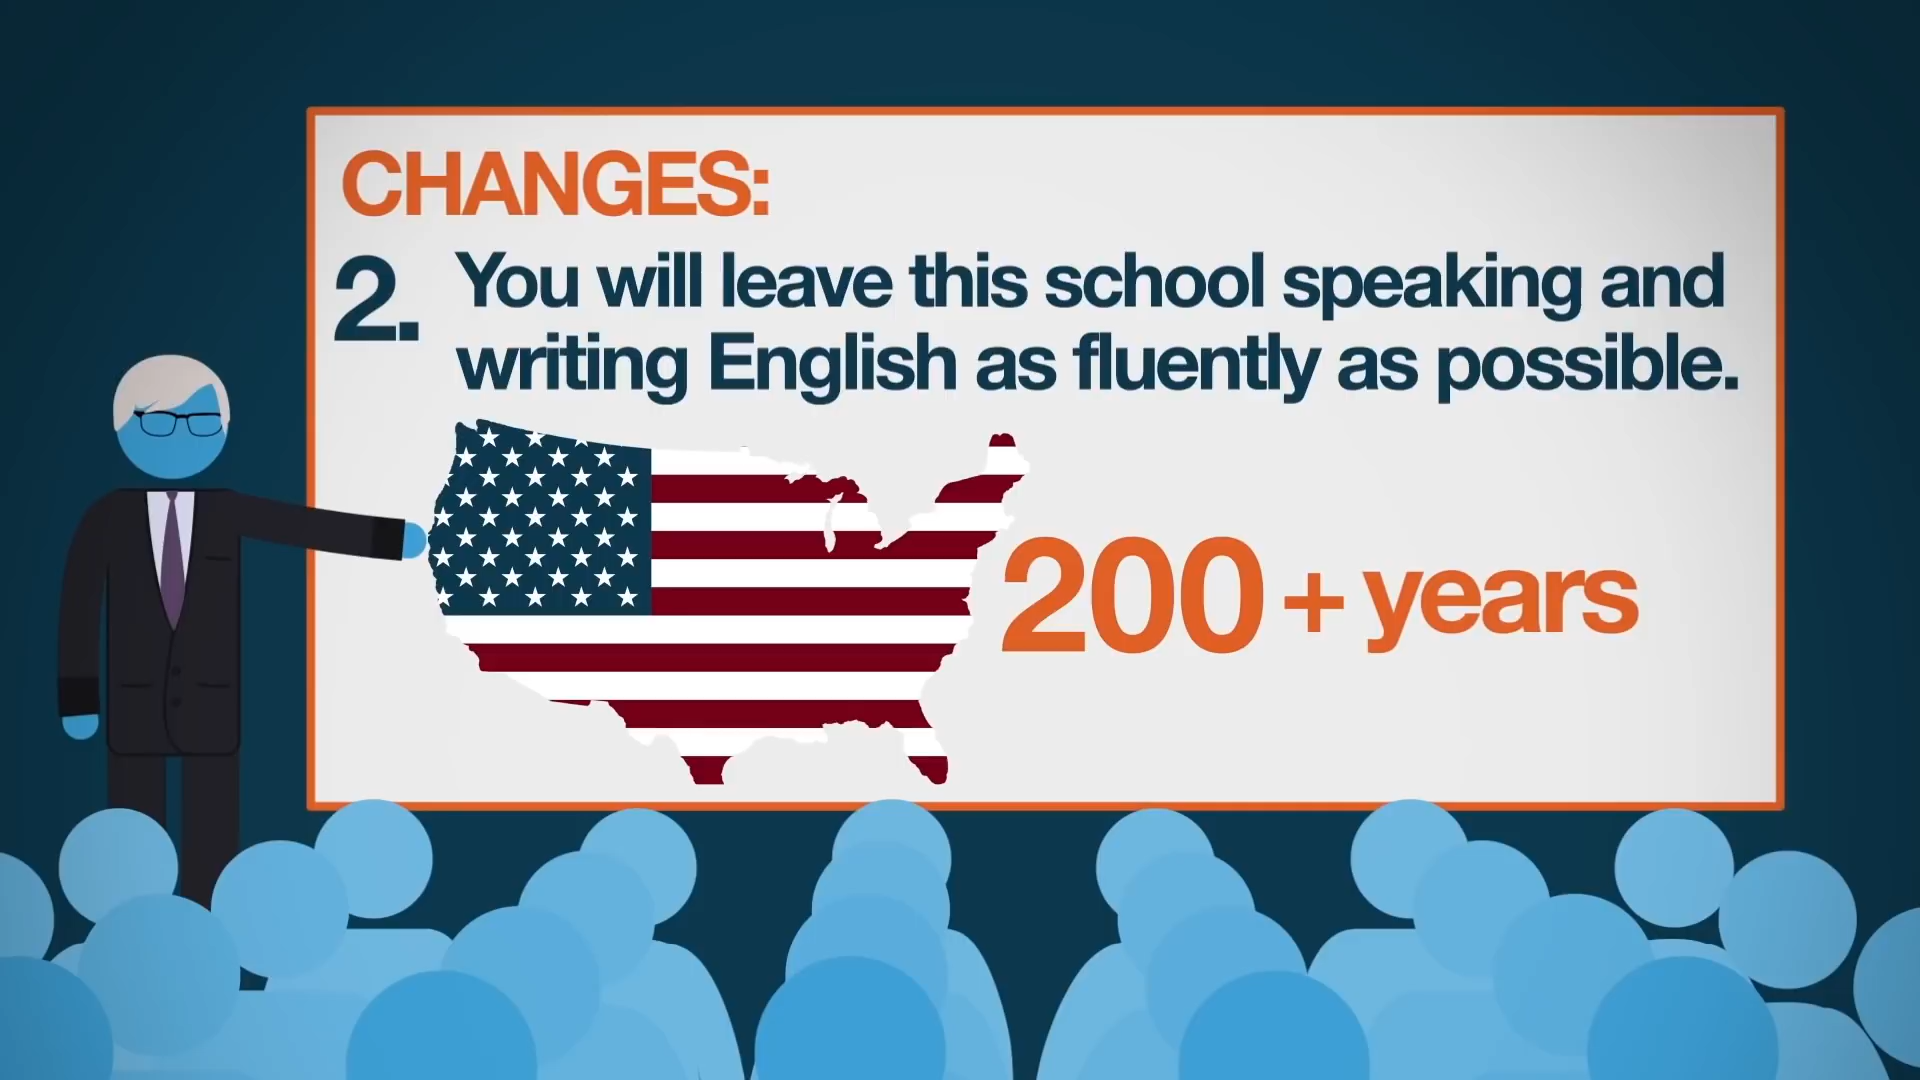 CHANGES:
2. You will leave this school speaking and
writing English as fluently as possible.
200 + years